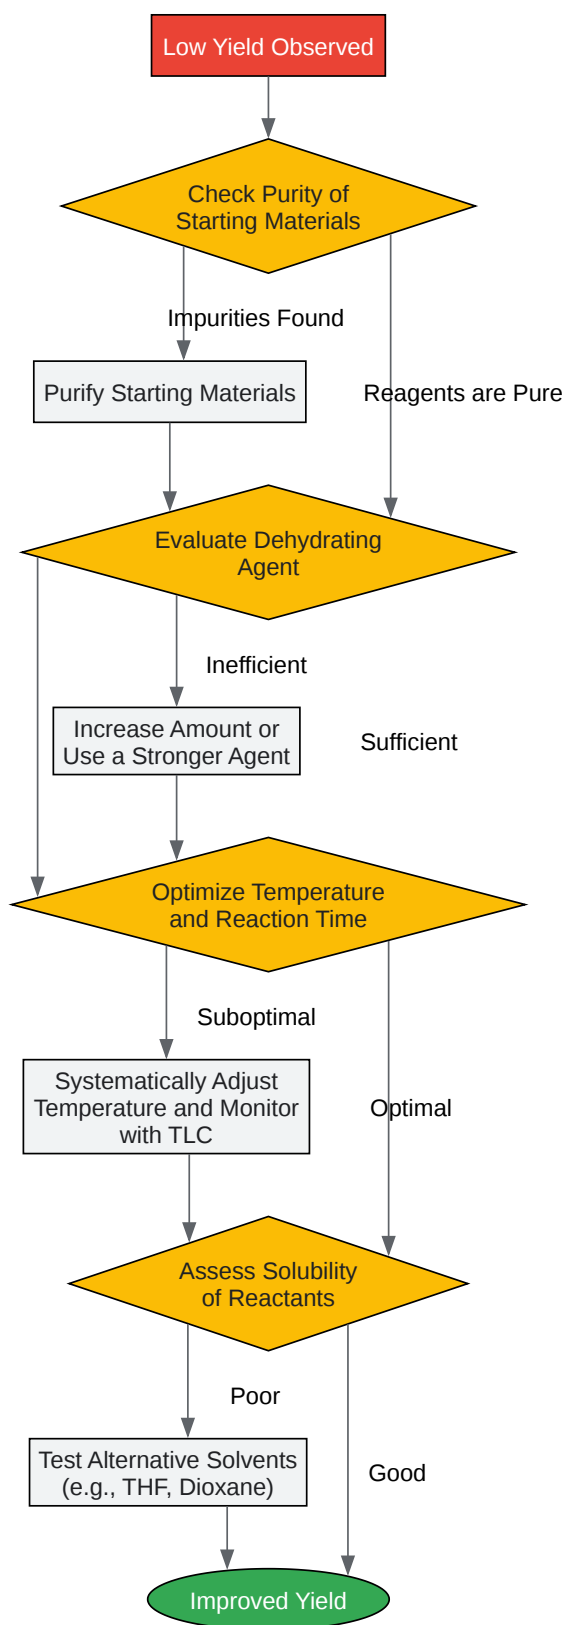 Low Yield Observed
Check Purity of
Starting Materials
Impurities Found
Purify Starting Materials
Reagents are Pure
Evaluate Dehydrating
Agent
Inefficient
Increase Amount or
Use a Stronger Agent
Sufficient
Optimize Temperature
and Reaction Time
Suboptimal
Systematically Adjust
Temperature and Monitor
with TLC
Optimal
Assess Solubility
of Reactants
Poor
Test Alternative Solvents
(e.g., THF, Dioxane)
Good
Improved Yield